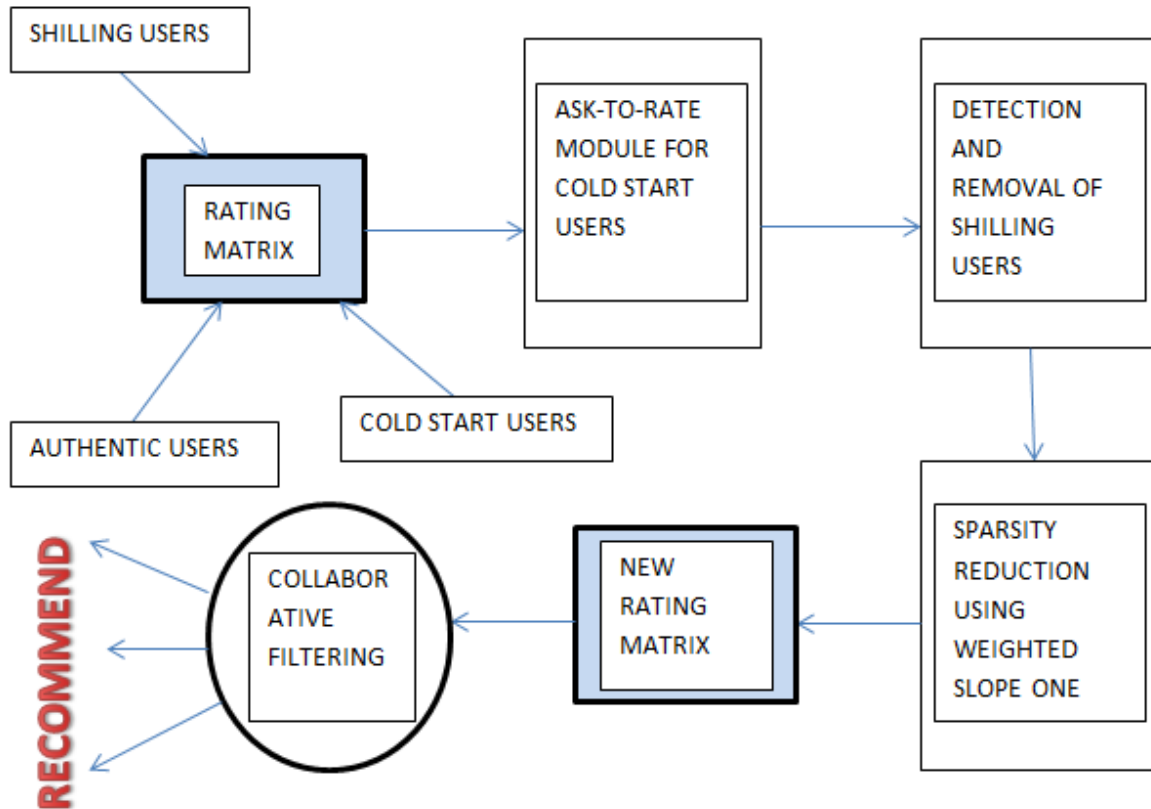 SHILLING USERS
RATING
MATRIX
AUTHENTIC USERS
COLD START USERS
ASK-TO-RATE
MODULE FOR
COLD START
USERS
DETECTION
AND
REMOVAL OF
SHILLING
USERS
SPARSITY
REDUCTION
USING
WEIGHTED
SLOPE ONE
NEW
RATING
MATRIX
COLLABOR
ATIVE
FILTERING
RECOMMEND